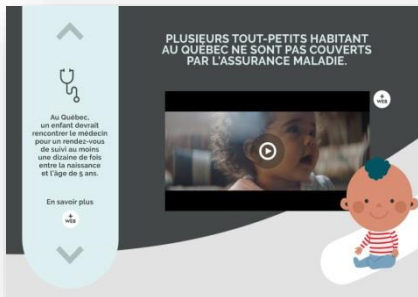 PLUSIEURS TOUT-PETITS HABITANT
AU QUÉBEC NE SONT PAS COUVERTS
PAR L'ASSURANCE MALADIE.
+
WEB
Au Québec,
un enfant devrait
rencontrer le médecin
pour un rendez-vous
de suivi au moins
une dizaine de fois
entre la naissance
et l'âge de 5 ans.
En savoir plus
+
WEB